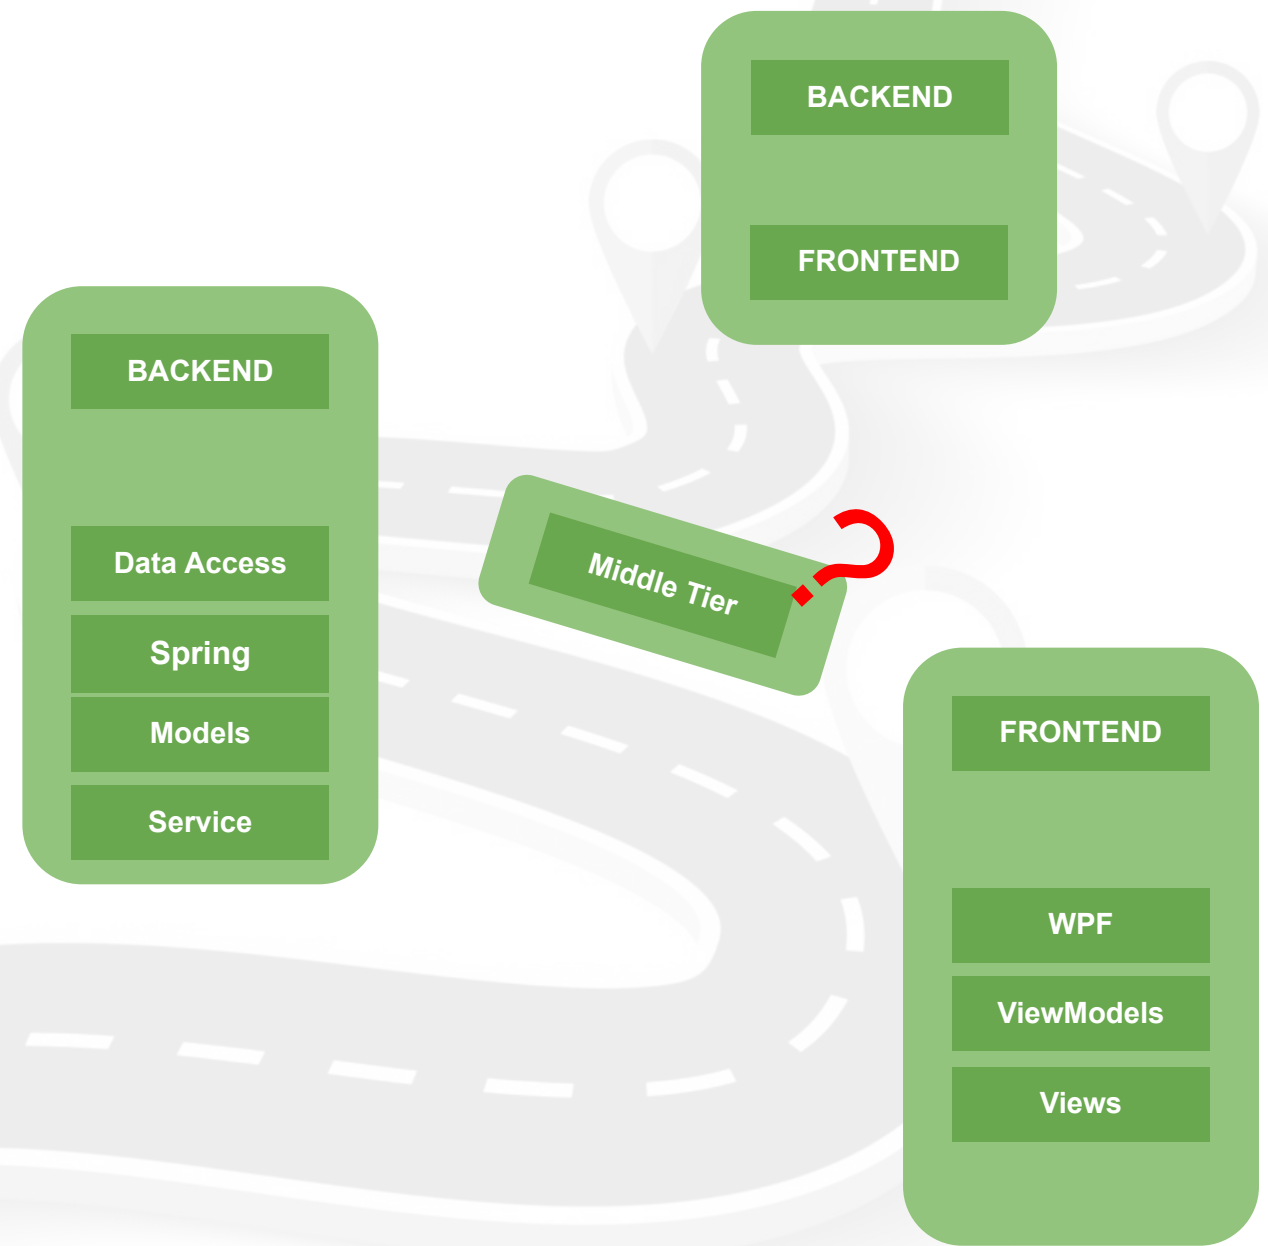 BACKEND
FRONTEND
BACKEND
Data Access
Spring
Models
Service
Middle Tier
?
FRONTEND
WPF
ViewModels
Views